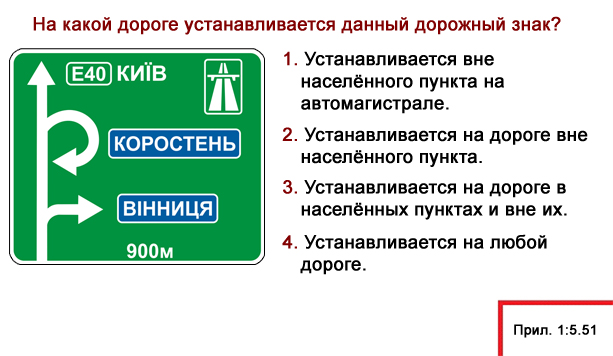 На какой дороге устанавливается данный дорожный знак?
E40 КИЇВ
КОРОСТЕНЬ
ВІННИЦЯ
900м
1. Устанавливается вне
населённого пункта на
автомагистрале.
2. Устанавливается на дороге вне
населённого пункта.
3. Устанавливается на дороге в
населённых пунктах и вне их.
4. Устанавливается на любой
дороге.
Прил. 1:5.51